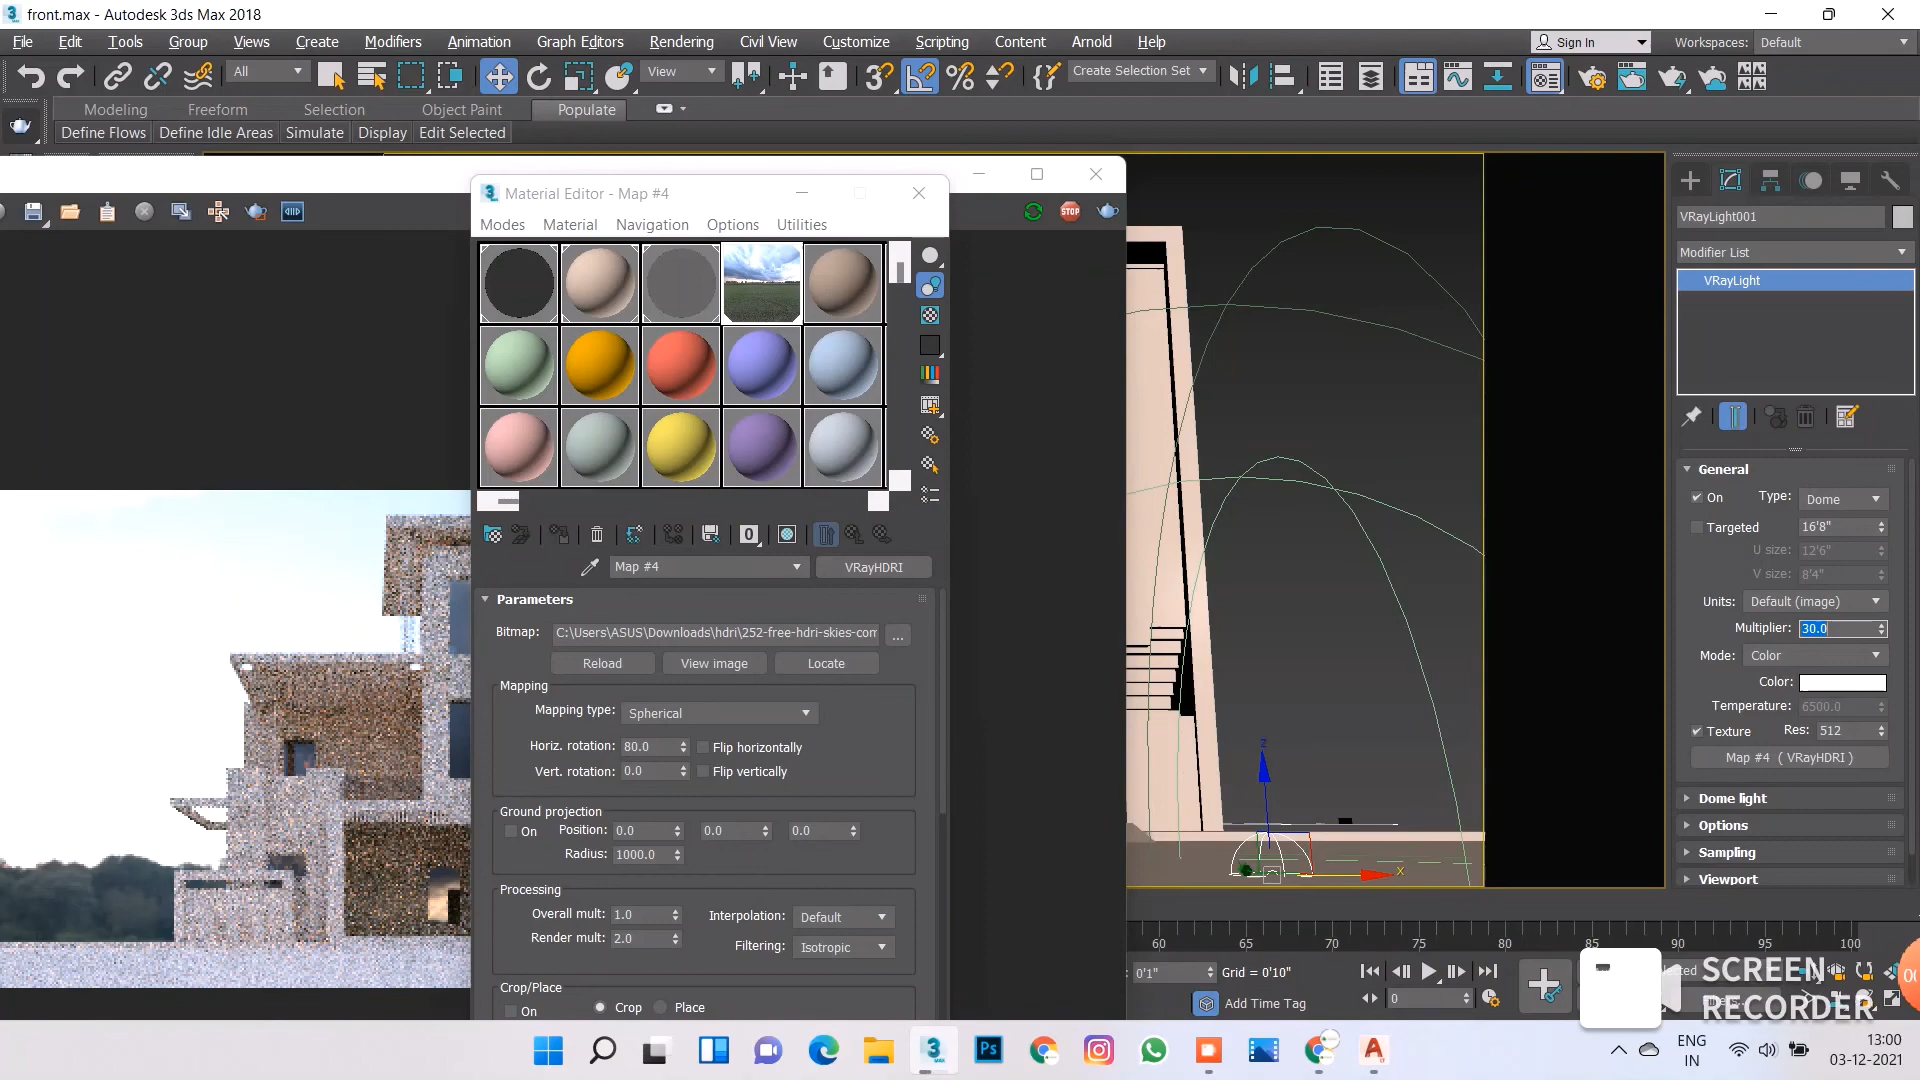 front.max - Autodesk 3ds Max 2018
File Edit Tools Group Views Create Modifiers Animation Graph Editors Rendering Civil View Customize Scripting Content Arnold Help
Sign In
Workspaces: Default
All
View
Create Selection Set
Modeling Freeform Selection Object Paint Populate
Define Flows Define Idle Areas Simulate Display Edit Selected
Material Editor - Map #4
Modes Material Navigation Options Utilities
STOP
0
Map #4
VRayHDRI
Parameters
Bitmap: C:\Users\ASUS\Downloads\hdri\252-free-hdri-skies-com
...
Reload View image Locate
Mapping
Mapping type: Spherical
Horiz. rotation: 80.0 Flip horizontally
Vert. rotation: 0.0 Flip vertically
Ground projection
On Position: 0.0 0.0 0.0
Radius: 1000.0
Processing
Overall mult: 1.0 Interpolation: Default
Render mult: 2.0 Filtering: Isotropic
Crop/Place
On Crop Place
z
x
VRayLight001
Modifier List
VRayLight
General
On Type: Dome
Targeted 16'8"
U size: 12'6"
V size: 8'4"
Units: Default (image)
Multiplier: 30.0
Mode: Color
Color:
Temperature: 6500.0
Texture Res: 512
Map #4 ( VRayHDRI )
Dome light
Options
Sampling
Viewport
60 65 70 75 80 85 90 95 100
0'1" Grid = 0'10"
Add Time Tag
0
SCREEN
RECORDER
Ps
ENG
IN
13:00
03-12-2021